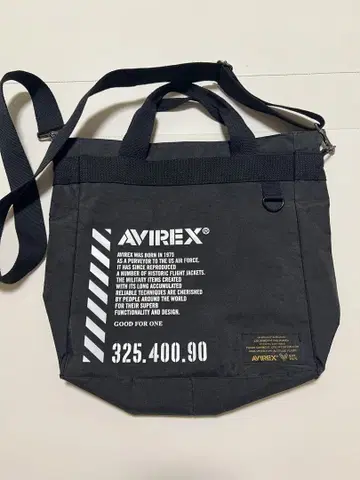 AVIREX®
AVIREX WAS BORN IN 1975
AS A PURVEYOR TO THE US AIR FORCE.
IT HAS SINCE REPRODUCED
A NUMBER OF HISTORIC FLIGHT JACKETS.
THE MILITARY ITEMS CREATED
WITH ITS LONG ACCUMULATED
RELIABLE TECHNIQUES ARE CHERISHED
BY PEOPLE AROUND THE WORLD
FOR THEIR SUPERB
FUNCTIONALITY AND DESIGN.
GOOD FOR ONE
325.400.90
AVIREX